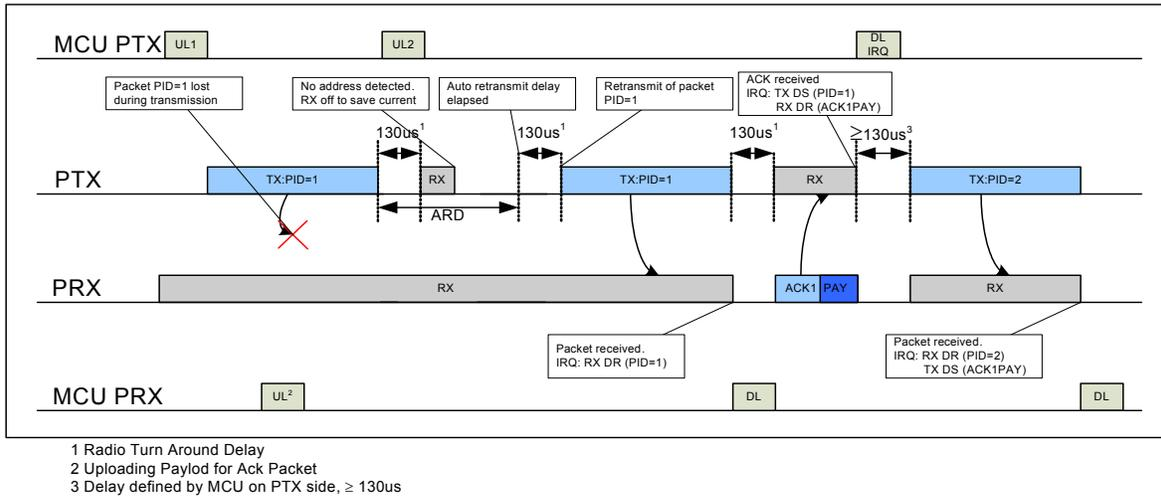 MCU PTX
UL1
UL2
DL
IRQ
Packet PID=1 lost
during transmission
No address detected.
RX off to save current
Auto retransmit delay
elapsed
Retransmit of packet
PID=1
ACK received
IRQ: TX DS (PID=1)
RX DR (ACK1PAY)
130us1
130us1
130us1
≥130us3
PTX
TX:PID=1
RX
TX:PID=1
RX
TX:PID=2
ARD
PRX
RX
ACK1 PAY
RX
Packet received.
IRQ: RX DR (PID=1)
Packet received.
IRQ: RX DR (PID=2)
TX DS (ACK1PAY)
MCU PRX
UL2
DL
DL
1 Radio Turn Around Delay
2 Uploading Paylod for Ack Packet
3 Delay defined by MCU on PTX side, ≥ 130us